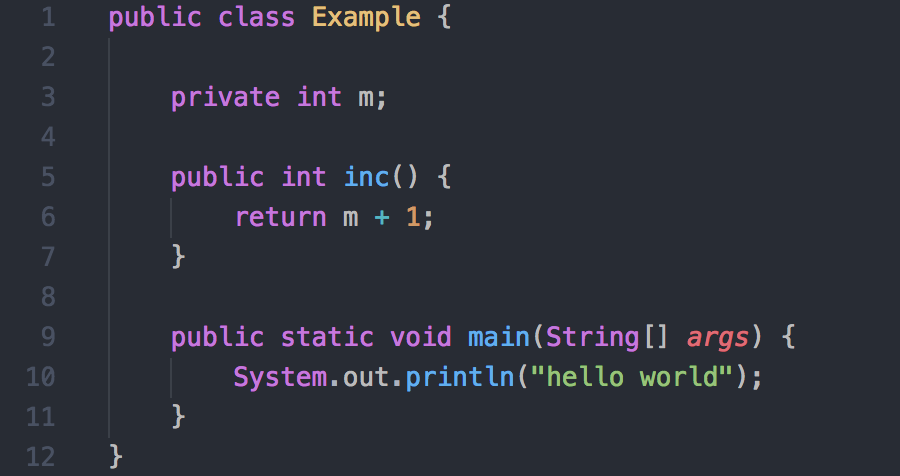 1 public class Example {
2
3     private int m;
4
5     public int inc() {
6         return m + 1;
7     }
8
9     public static void main(String[] args) {
10         System.out.println("hello world");
11     }
12 }